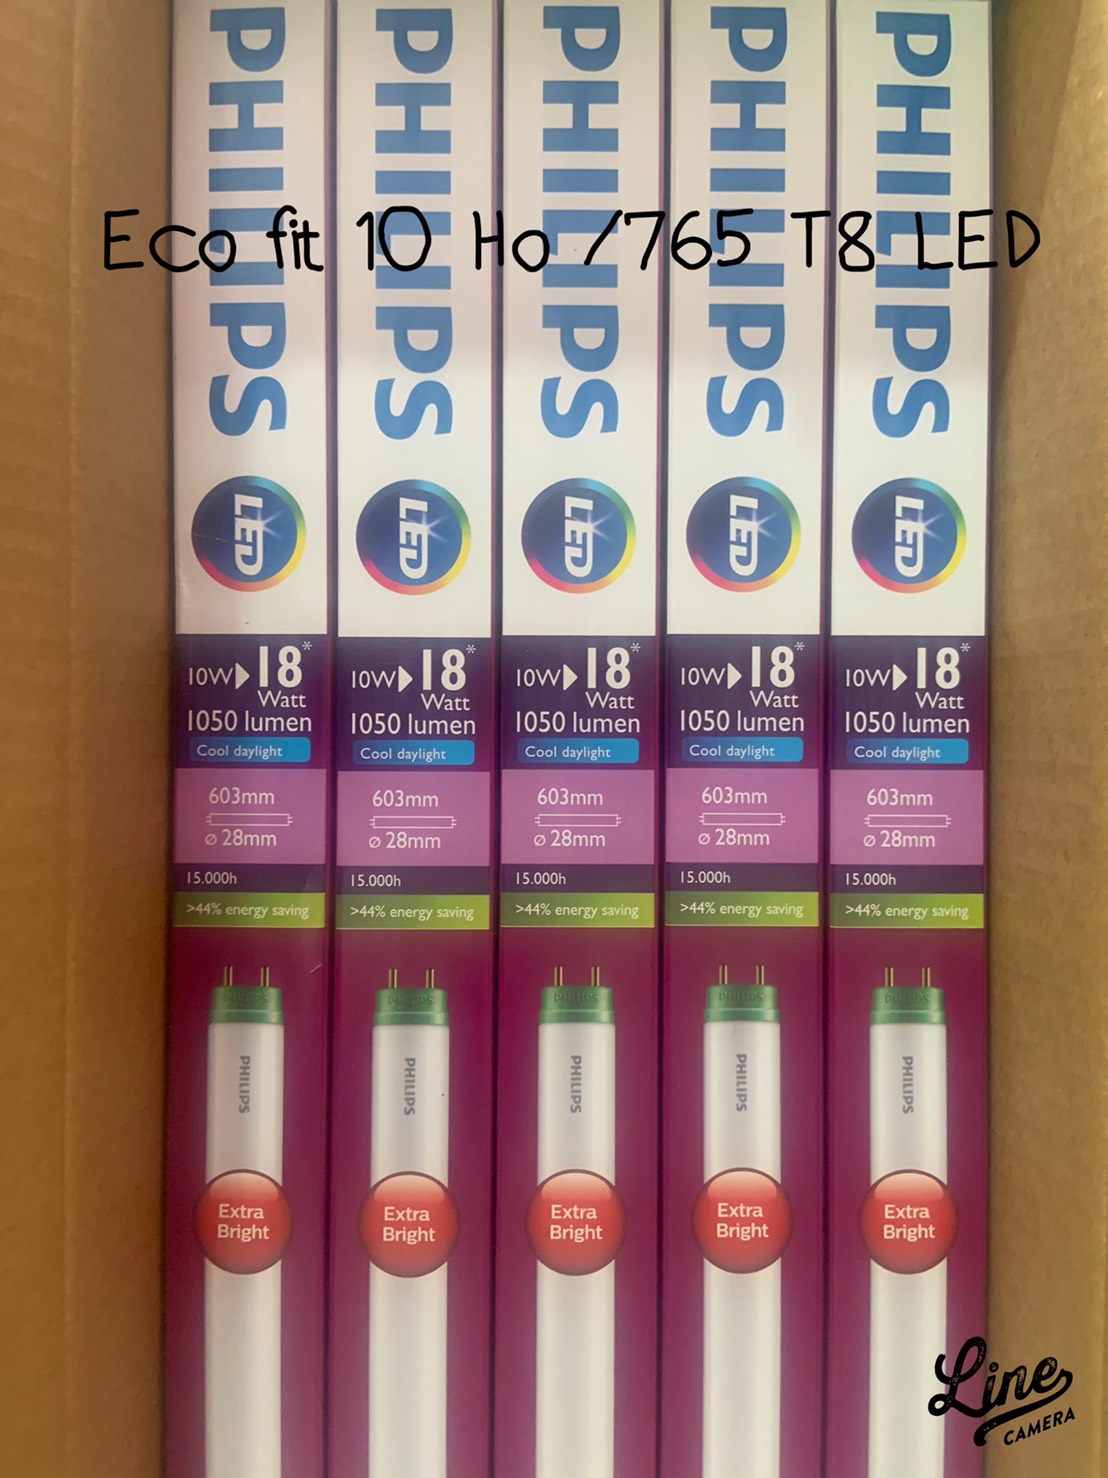 PHILIPS PHILIPS PHILIPS PHILIPS PHILIPS
Eco fit 10 Ho /765 T8 LED
LED LED LED LED LED
10W▶18* 10W▶18* 10W▶18* 10W▶18* 10W▶18*
Watt Watt Watt Watt Watt
1050 lumen 1050 lumen 1050 lumen 1050 lumen 1050 lumen
Cool daylight Cool daylight Cool daylight Cool daylight Cool daylight
603mm 603mm 603mm 603mm 603mm
⌀ 28mm ⌀ 28mm ⌀ 28mm ⌀ 28mm ⌀ 28mm
15.000h 15.000h 15.000h 15.000h 15.000h
>44% energy saving >44% energy saving >44% energy saving >44% energy saving >44% energy saving
PHILIPS PHILIPS PHILIPS PHILIPS PHILIPS
PHILIPS PHILIPS PHILIPS PHILIPS PHILIPS
Extra Extra Extra Extra Extra
Bright Bright Bright Bright Bright
Line
CAMERA